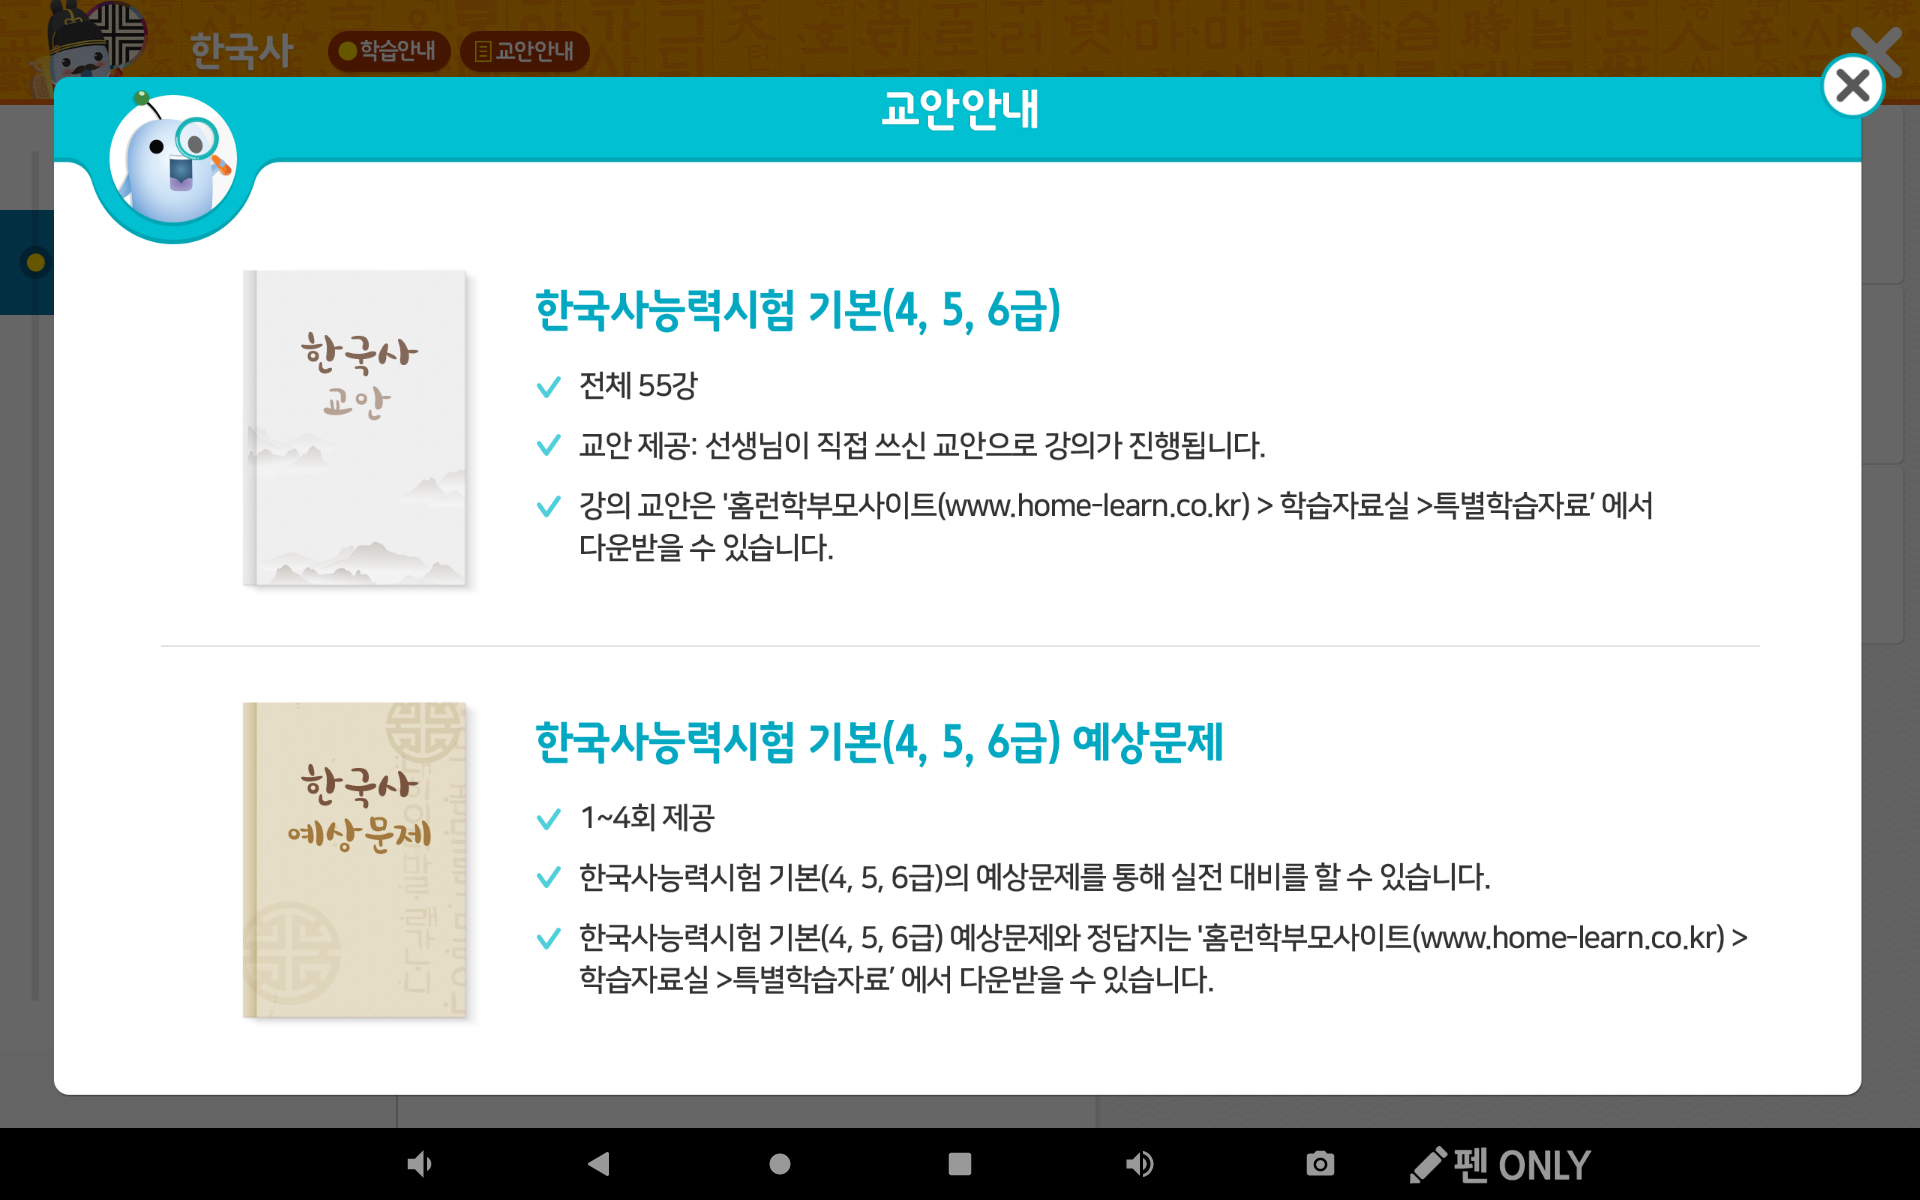 한국사
학습안내
교안안내
교안안내
한국사
교안
한국사능력시험 기본(4, 5, 6급)
전체 55강
교안 제공: 선생님이 직접 쓰신 교안으로 강의가 진행됩니다.
강의 교안은 '홈런학부모사이트(www.home-learn.co.kr) > 학습자료실 >특별학습자료’ 에서
다운받을 수 있습니다.
한국사
예상문제
한국사능력시험 기본(4, 5, 6급) 예상문제
1~4회 제공
한국사능력시험 기본(4, 5, 6급)의 예상문제를 통해 실전 대비를 할 수 있습니다.
한국사능력시험 기본(4, 5, 6급) 예상문제와 정답지는 '홈런학부모사이트(www.home-learn.co.kr) >
학습자료실 >특별학습자료’ 에서 다운받을 수 있습니다.
펜 ONLY